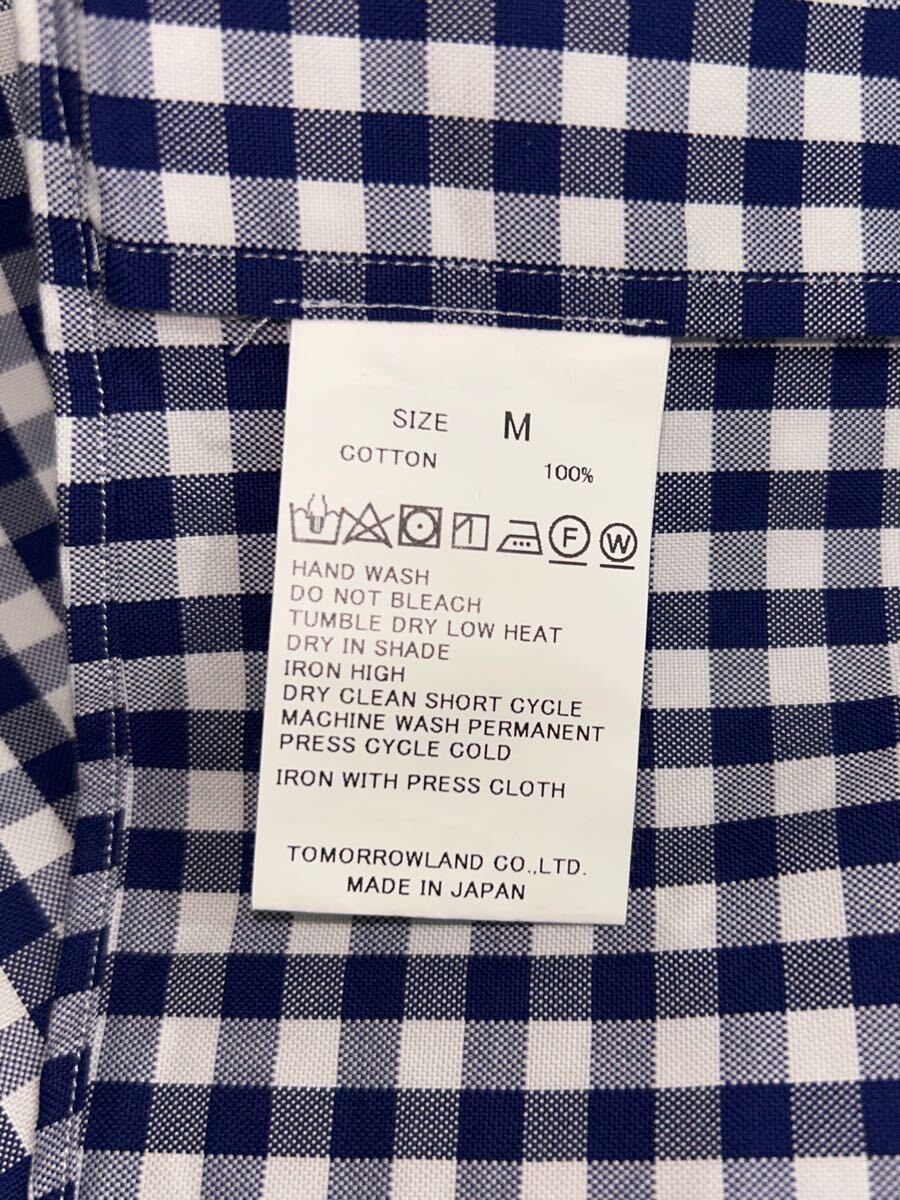 SIZE M
COTTON 100%
F W
HAND WASH
DO NOT BLEACH
TUMBLE DRY LOW HEAT
DRY IN SHADE
IRON HIGH
DRY CLEAN SHORT CYCLE
MACHINE WASH PERMANENT
PRESS CYCLE COLD
IRON WITH PRESS CLOTH
TOMORROWLAND CO.,LTD.
MADE IN JAPAN